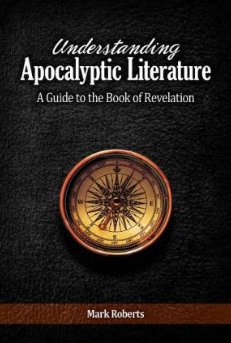 Understanding
Apocalyptic Literature
A Guide to the Book of Revelation
N
E
S
W
Mark Roberts